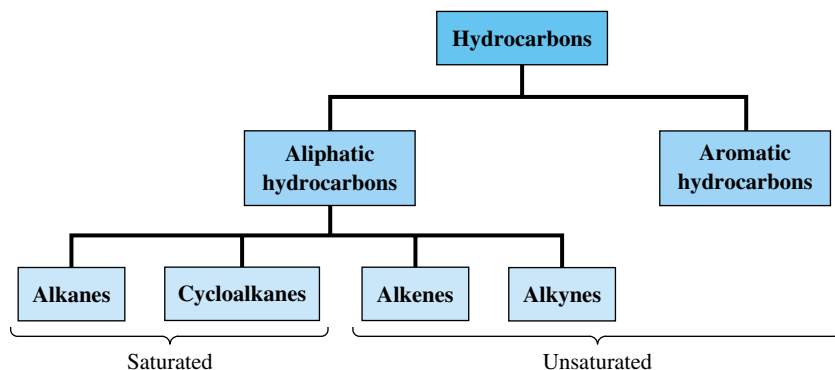 Hydrocarbons
Aliphatic
hydrocarbons
Aromatic
hydrocarbons
Alkanes
Cycloalkanes
Alkenes
Alkynes
Saturated
Unsaturated